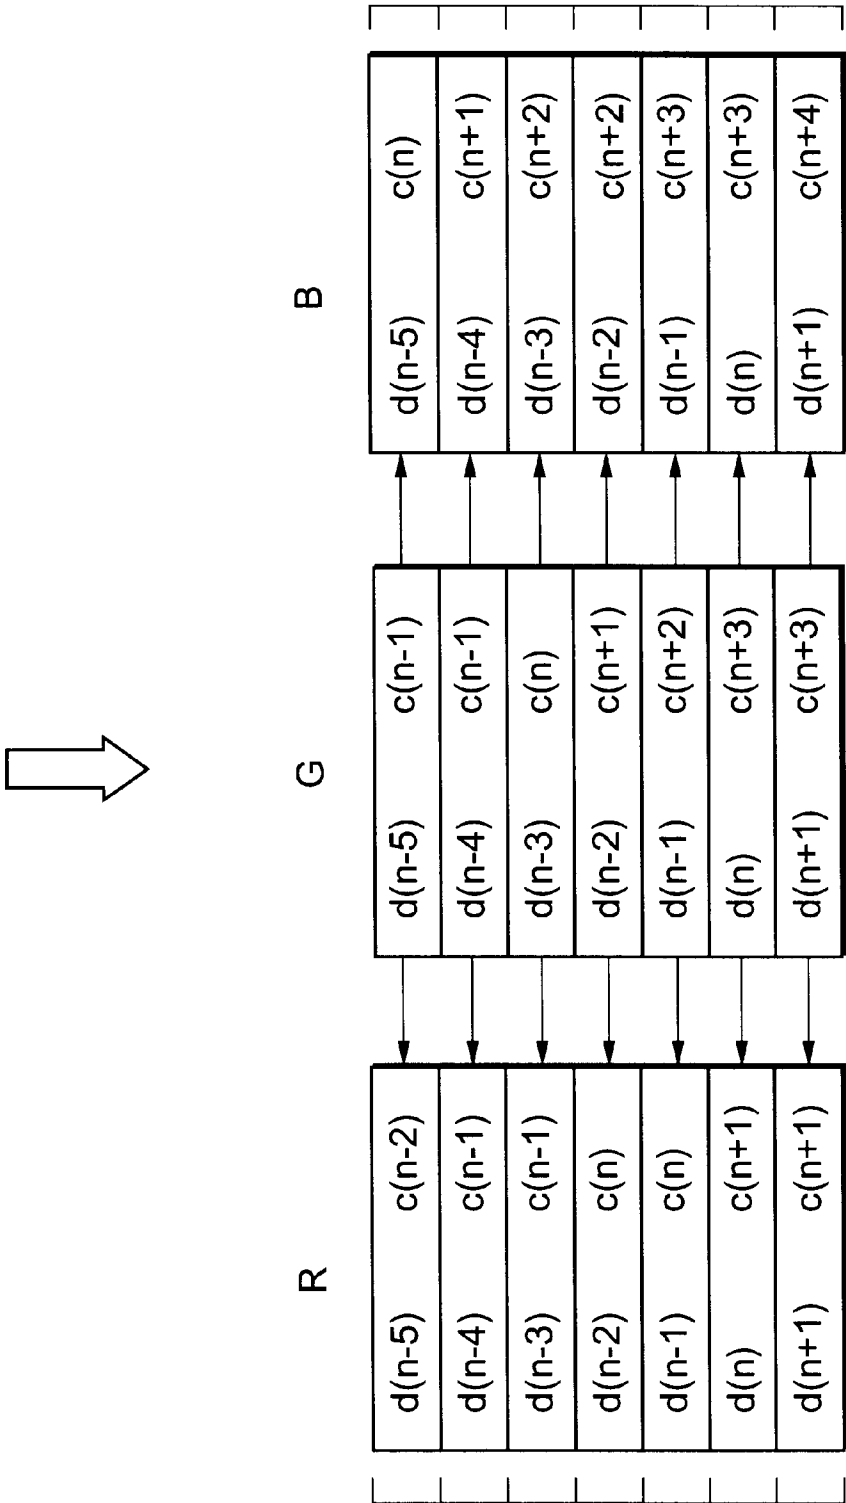 R G B
d(n-5) c(n-2) d(n-5) c(n-1) d(n-5) c(n)
d(n-4) c(n-1) d(n-4) c(n-1) d(n-4) c(n+1)
d(n-3) c(n-1) d(n-3) c(n) d(n-3) c(n+2)
d(n-2) c(n) d(n-2) c(n+1) d(n-2) c(n+2)
d(n-1) c(n) d(n-1) c(n+2) d(n-1) c(n+3)
d(n) c(n+1) d(n) c(n+3) d(n) c(n+3)
d(n+1) c(n+1) d(n+1) c(n+3) d(n+1) c(n+4)